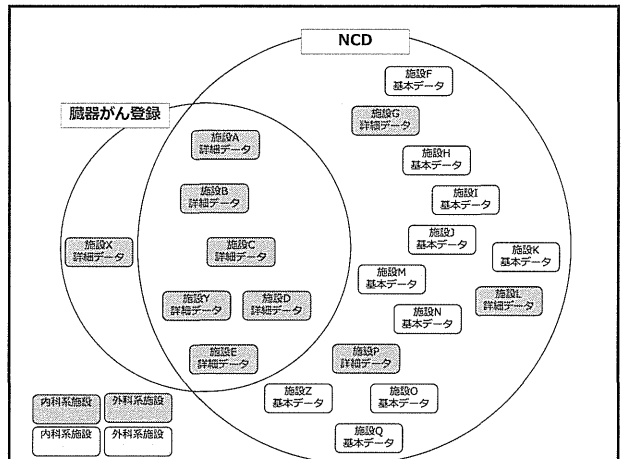 NCD
臓器がん登録
施設F
基本データ
施設G
詳細データ
施設A
詳細データ
施設H
基本データ
施設B
詳細データ
施設I
基本データ
施設J
基本データ
施設X
詳細データ
施設C
詳細データ
施設K
基本データ
施設M
基本データ
施設Y
詳細データ
施設D
詳細データ
施設L
詳細データ
施設N
基本データ
施設E
詳細データ
施設P
詳細データ
施設Z
基本データ
施設O
基本データ
内科系施設
外科系施設
内科系施設
外科系施設
施設Q
基本データ